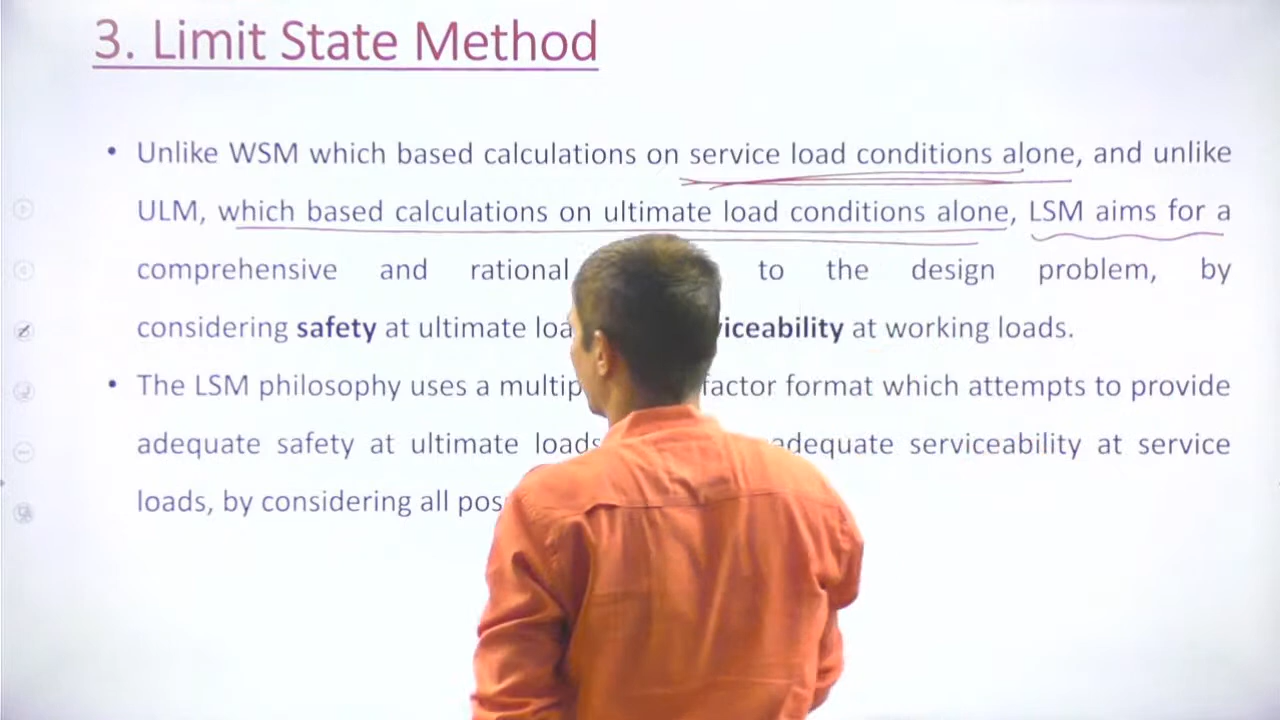 3. Limit State Method
• Unlike WSM which based calculations on service load conditions alone, and unlike
ULM, which based calculations on ultimate load conditions alone, LSM aims for a
comprehensive and rational to the design problem, by
considering safety at ultimate at working loads.
• The LSM philosophy uses a factor format which attempts to provide
adequate safety at ultimate loads adequate serviceability at service
loads, by considering all